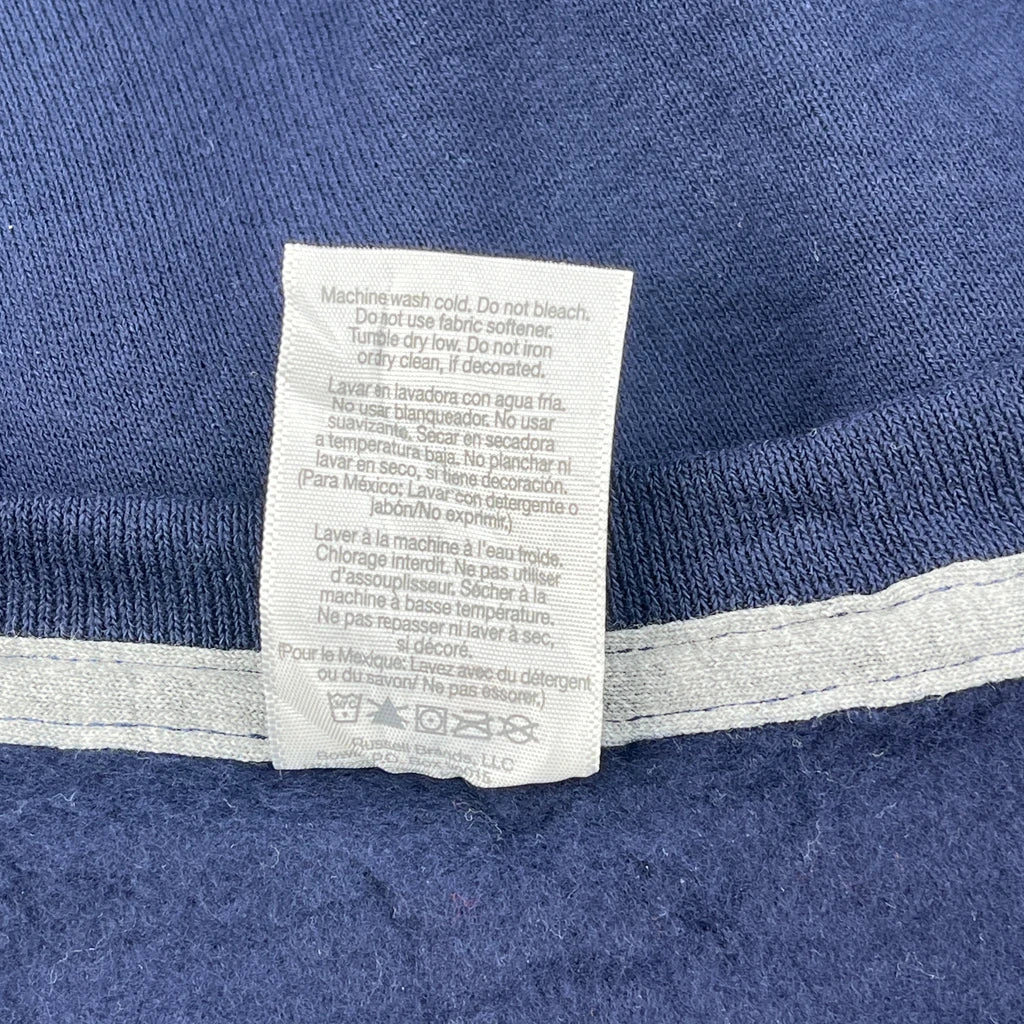 Machine wash cold. Do not bleach.
Do not use fabric softener.
Tumble dry low. Do not iron
or dry clean, if decorated.
Lavar en lavadora con agua fría.
No usar blanqueador. No usar
suavizante. Secar en secadora
a temperatura baja. No planchar ni
lavar en seco, si tiene decoración.
(Para México: Lavar con detergente o
jabón/No exprimir.)
Laver à la machine à l'eau froide.
Chlorage interdit. Ne pas utiliser
d'assouplisseur. Sécher à la
machine à basse température.
Ne pas repasser ni laver à sec,
si décoré.
(Pour le Mexique: Lavez avec du détergent
ou du savon/ Ne pas essorer.)
Russell Brands, LLC